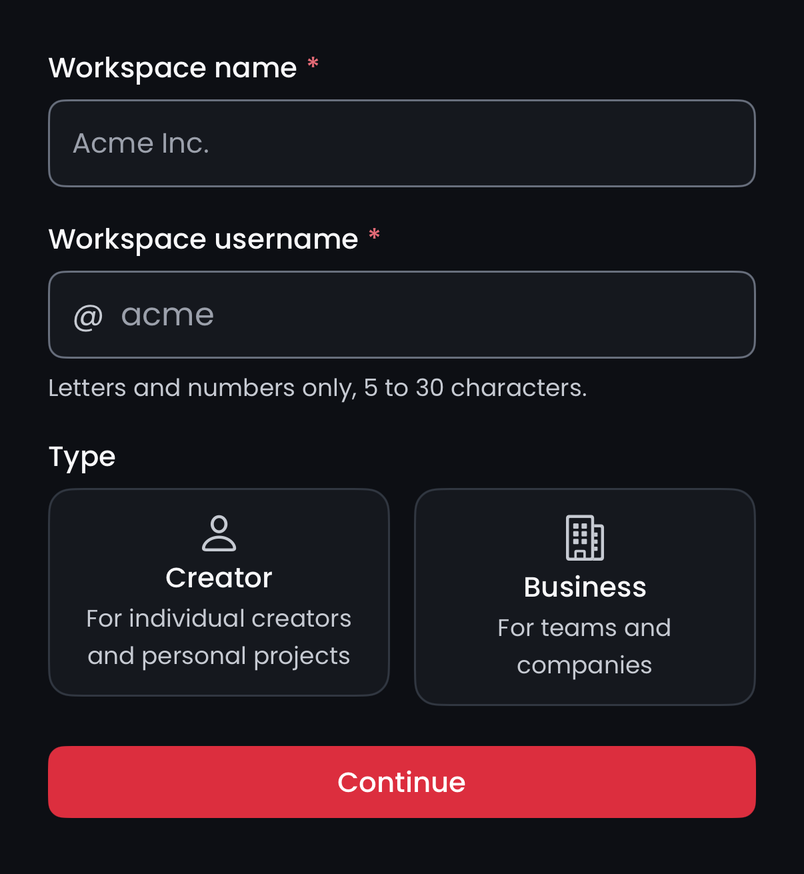 Workspace name *
Acme Inc.
Workspace username *
@ acme
Letters and numbers only, 5 to 30 characters.
Type
Creator
For individual creators
and personal projects
Business
For teams and
companies
Continue